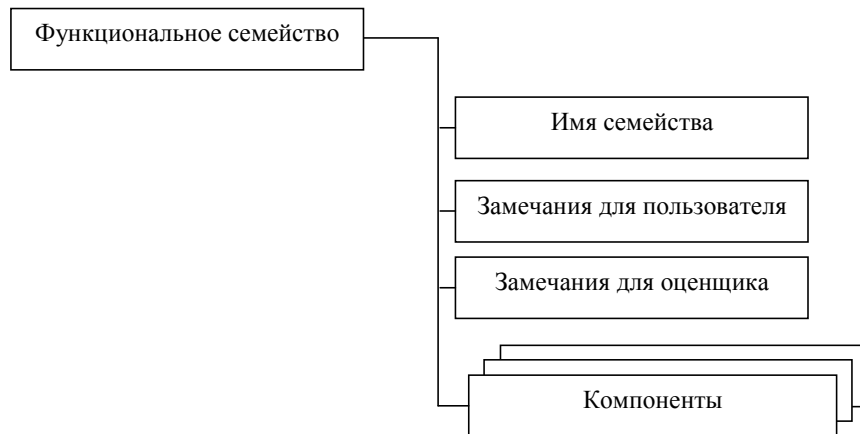 Функциональное семейство
Имя семейства
Замечания для пользователя
Замечания для оценщика
Компоненты